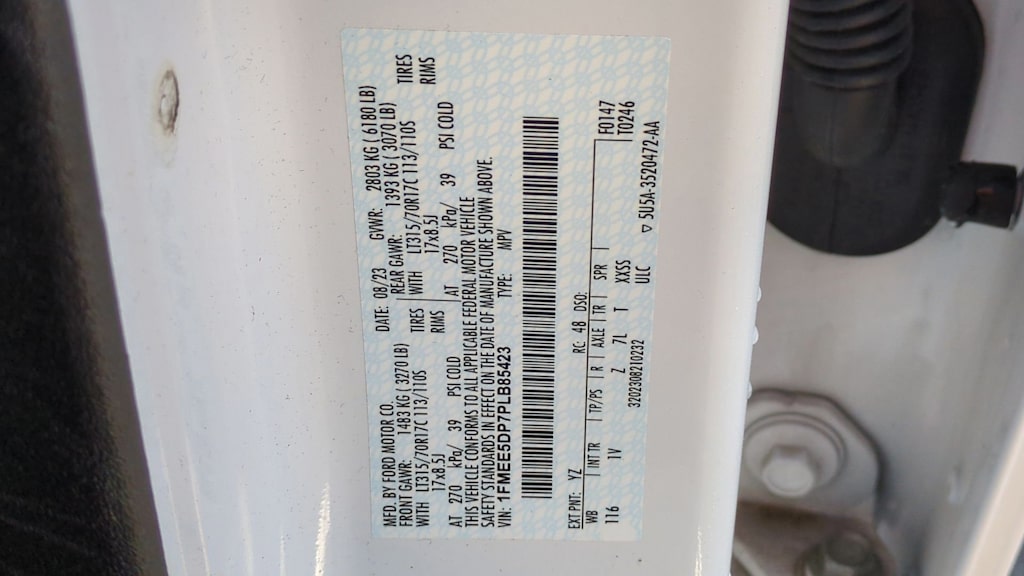 MFD. BY FORD MOTOR CO.
DATE: 08/23 GVWR: 2803 KG ( 6180 LB)
FRONT GAWR: 1483 KG ( 3270 LB)
REAR GAWR: 1393 KG ( 3070 LB)
WITH LT315/70R17C 113/110S TIRES
WITH LT315/70R17C 113/110S TIRES
17x8.5J RIMS
17x8.5J RIMS
AT 270 kPa/ 39 PSI COLD
AT 270 kPa/ 39 PSI COLD
THIS VEHICLE CONFORMS TO ALL APPLICABLE FEDERAL MOTOR VEHICLE
SAFETY STANDARDS IN EFFECT ON THE DATE OF MANUFACTURE SHOWN ABOVE.
VIN: 1FMEE5DP7PLB85423 TYPE: MPV
EXT PNT: YZ RC: 48 DSO: F0147
WB INT TR TP/PS R AXLE TR SPR T0246
116 1V Z 7L T XXSS
320230821023​2 ULC
▽ 5U5A-3520472-AA